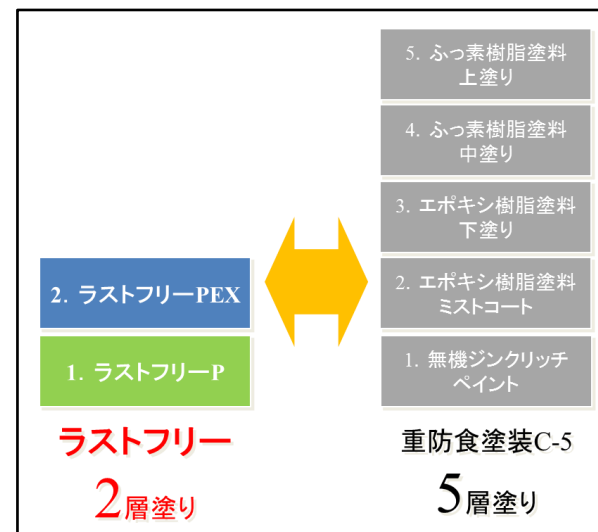 2. ラストフリーPEX
1. ラストフリーP
ラストフリー
2層塗り
5. ふっ素樹脂塗料
上塗り
4. ふっ素樹脂塗料
中塗り
3. エポキシ樹脂塗料
下塗り
2. エポキシ樹脂塗料
ミストコート
1. 無機ジンクリッチ
ペイント
重防食塗装C-5
5層塗り